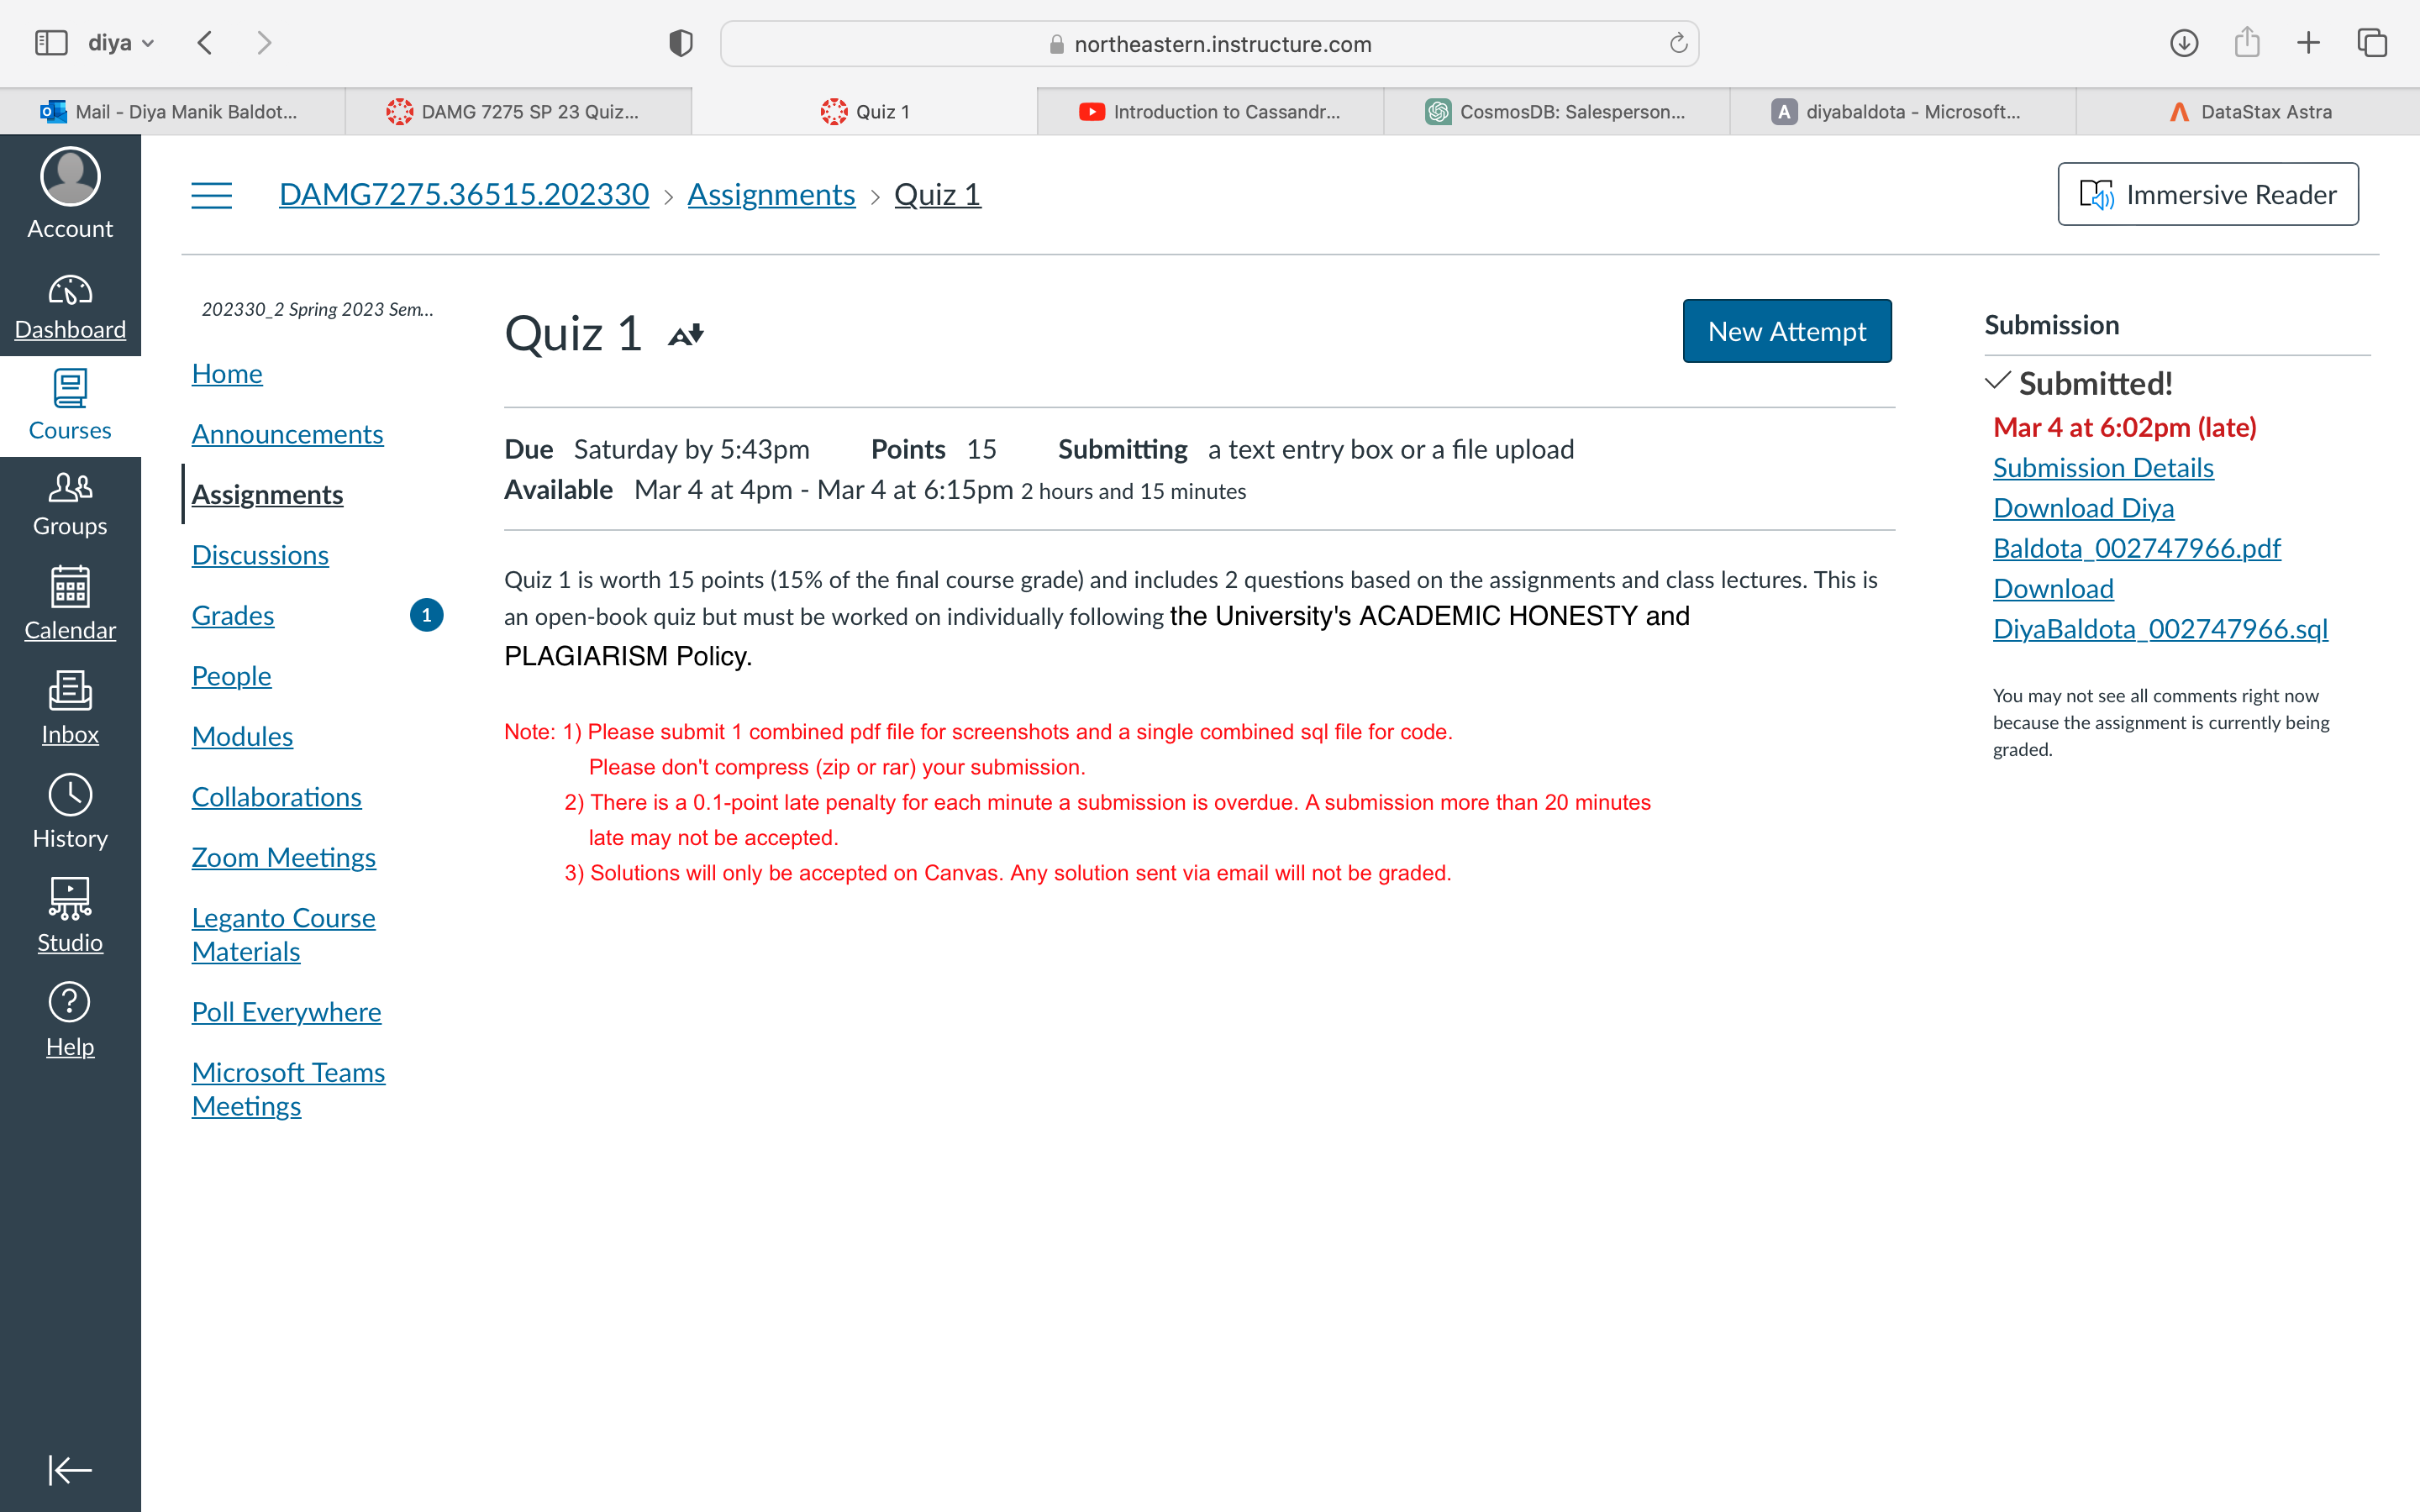 diya
northeastern.instructure.com
Mail - Diya Manik Baldot...
DAMG 7275 SP 23 Quiz...
Quiz 1
Introduction to Cassandr...
CosmosDB: Salesperson...
A diyabaldota - Microsoft...
DataStax Astra
Account
Dashboard
Courses
Groups
Calendar
Inbox
History
Studio
Help
DAMG7275.36515.202330 > Assignments > Quiz 1
Immersive Reader
202330_2 Spring 2023 Sem...
Home
Announcements
Assignments
Discussions
Grades 1
People
Modules
Collaborations
Zoom Meetings
Leganto Course
Materials
Poll Everywhere
Microsoft Teams
Meetings
Quiz 1
New Attempt
Due Saturday by 5:43pm Points 15 Submitting a text entry box or a file upload
Available Mar 4 at 4pm - Mar 4 at 6:15pm 2 hours and 15 minutes
Quiz 1 is worth 15 points (15% of the final course grade) and includes 2 questions based on the assignments and class lectures. This is
an open-book quiz but must be worked on individually following the University's ACADEMIC HONESTY and
PLAGIARISM Policy.
Note: 1) Please submit 1 combined pdf file for screenshots and a single combined sql file for code.
Please don't compress (zip or rar) your submission.
2) There is a 0.1-point late penalty for each minute a submission is overdue. A submission more than 20 minutes
late may not be accepted.
3) Solutions will only be accepted on Canvas. Any solution sent via email will not be graded.
Submission
Submitted!
Mar 4 at 6:02pm (late)
Submission Details
Download Diya
Baldota_002747966.pdf
Download
DiyaBaldota_002747966.sql
You may not see all comments right now
because the assignment is currently being
graded.